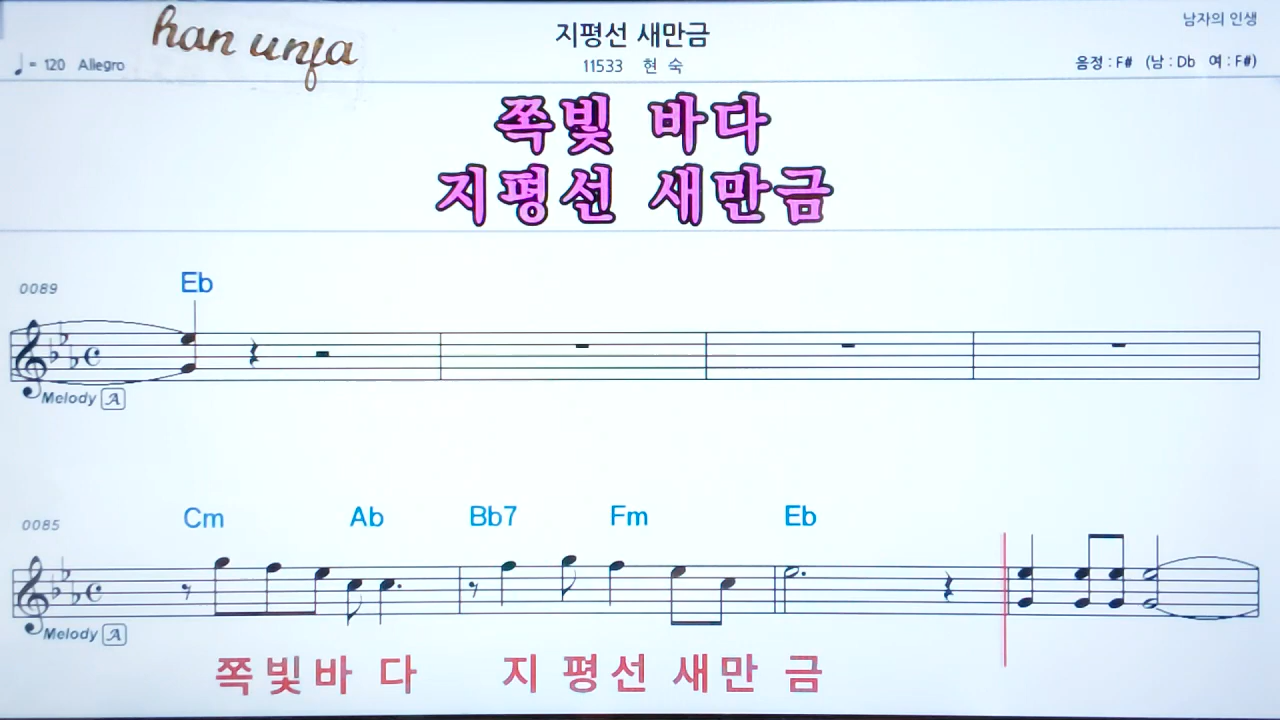 han unja
지평선 새만금
남자의 인생
♩= 120 Allegro
11533 현 숙
음정 : F# (남 : Db 여 : F#)
쪽빛 바다
지평선 새만금
0089
Eb
Melody A
0085
Cm Ab Bb7 Fm Eb
Melody A
쪽빛바 다 지 평선 새만 금